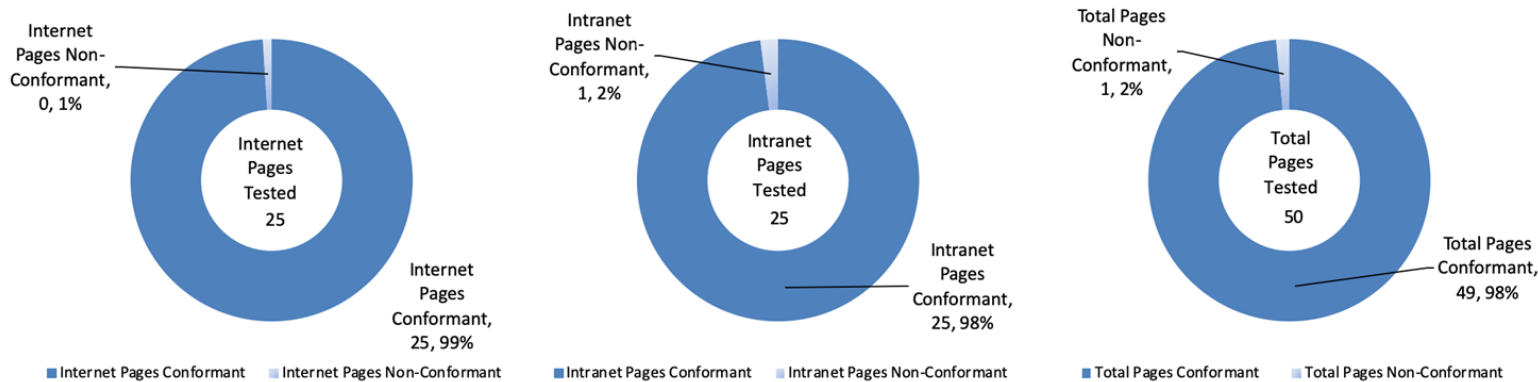 Internet
Pages Non-
Conformant,
0, 1%
Internet
Pages
Tested
25
Internet
Pages
Conformant,
25, 99%
Internet Pages Conformant
Internet Pages Non-Conformant
Intranet
Pages Non-
Conformant,
1, 2%
Intranet
Pages
Tested
25
Intranet
Pages
Conformant,
25, 98%
Intranet Pages Conformant
Intranet Pages Non-Conformant
Total Pages
Non-
Conformant,
1, 2%
Total
Pages
Tested
50
Total Pages
Conformant,
49, 98%
Total Pages Conformant
Total Pages Non-Conformant